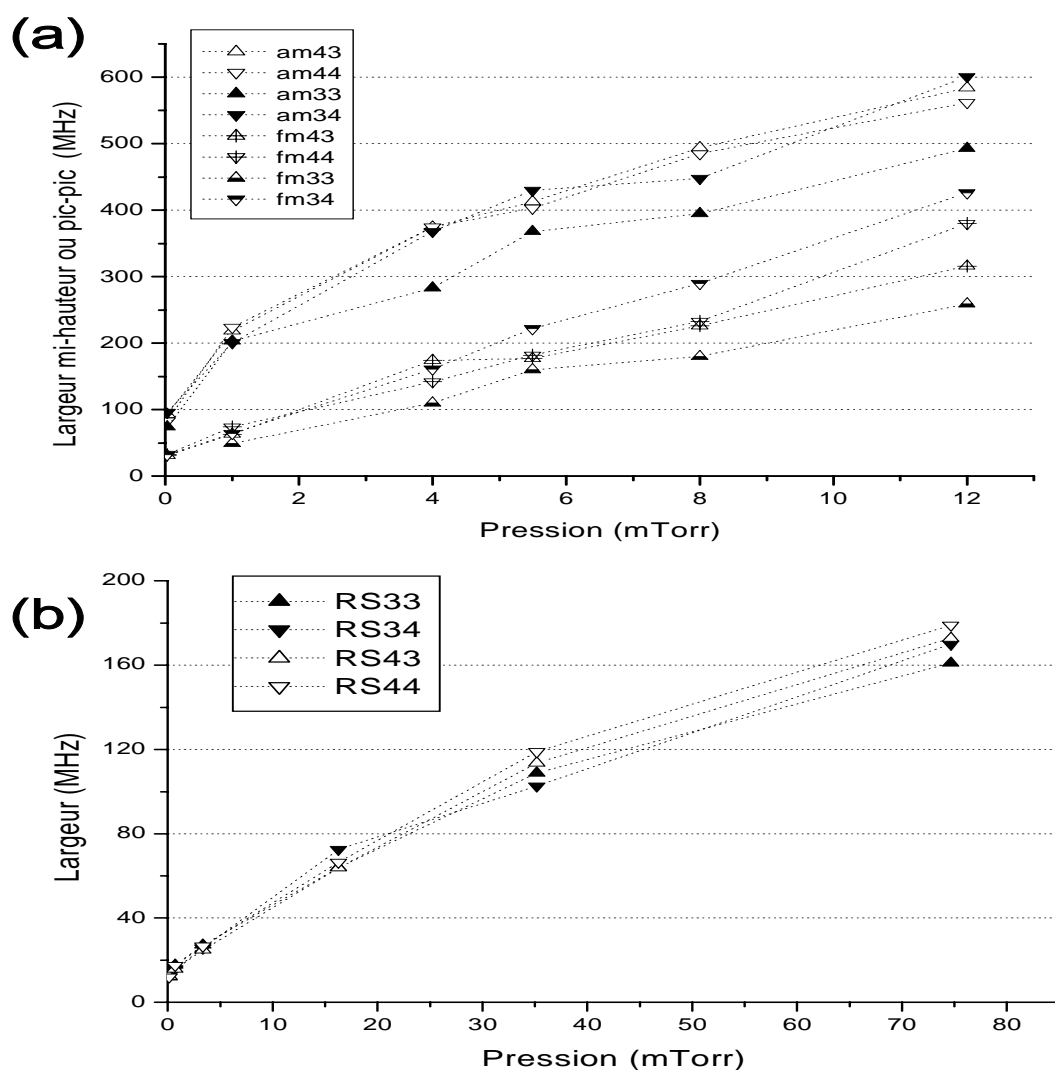 (a)
am43
am44
am33
am34
fm43
fm44
fm33
fm34
Largeur mi-hauteur ou pic-pic (MHz)
600
500
400
300
200
100
0
0 2 4 6 8 10 12
Pression (mTorr)
(b)
RS33
RS34
RS43
RS44
Largeur (MHz)
200
160
120
80
40
0
0 10 20 30 40 50 60 70 80
Pression (mTorr)